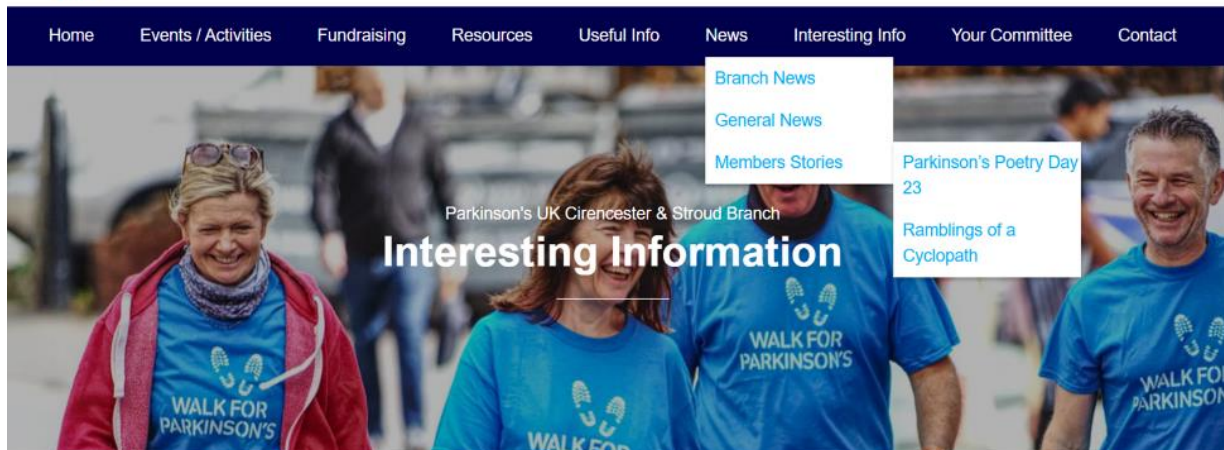 Home Events / Activities Fundraising Resources Useful Info News Interesting Info Your Committee Contact
Branch News
General News
Members Stories
Parkinson's Poetry Day
23
Ramblings of a
Cyclopath
Parkinson's UK Cirencester & Stroud Branch
Interesting Information
WALK FOR
PARKINSON'S
WALK FOR
WALK FOR
PARKINSON'S
WALK FO
PARKINSON